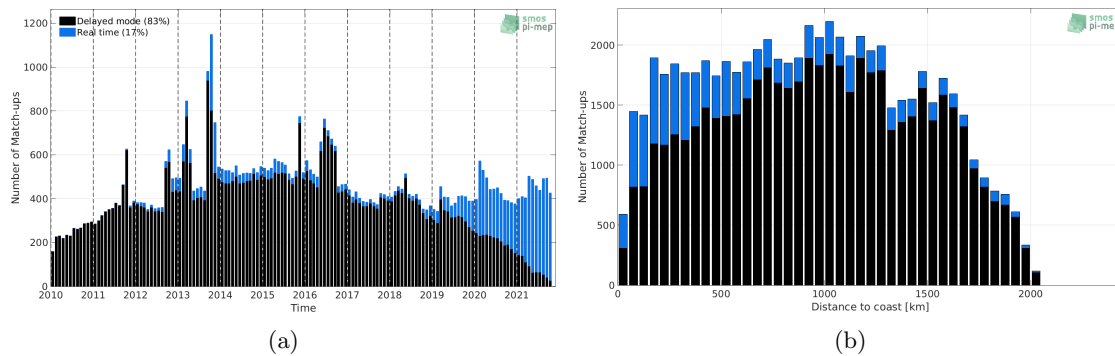 Delayed mode (83%)
Real time (17%)
smos
pi-mep
1200
1000
800
600
400
200
0
Number of Match-ups
2010 2011 2012 2013 2014 2015 2016 2017 2018 2019 2020 2021
Time
(a)
smos
pi-mep
2000
1500
1000
500
0
Number of Match-ups
0 500 1000 1500 2000
Distance to coast [km]
(b)